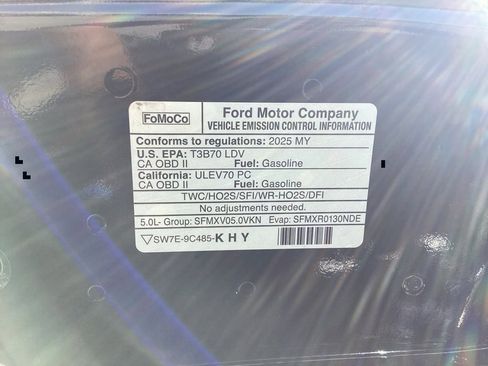 FoMoCo
Ford Motor Company
VEHICLE EMISSION CONTROL INFORMATION
Conforms to regulations: 2025 MY
U.S. EPA: T3B70 LDV
CA OBD II Fuel: Gasoline
California: ULEV70 PC
CA OBD II Fuel: Gasoline
TWC/HO2S/SFI/WR-HO2S/DFI
No adjustments needed.
5.0L- Group: SFMXV05.0VKN Evap: SFMXR0130NDE
SW7E-9C485-K H Y